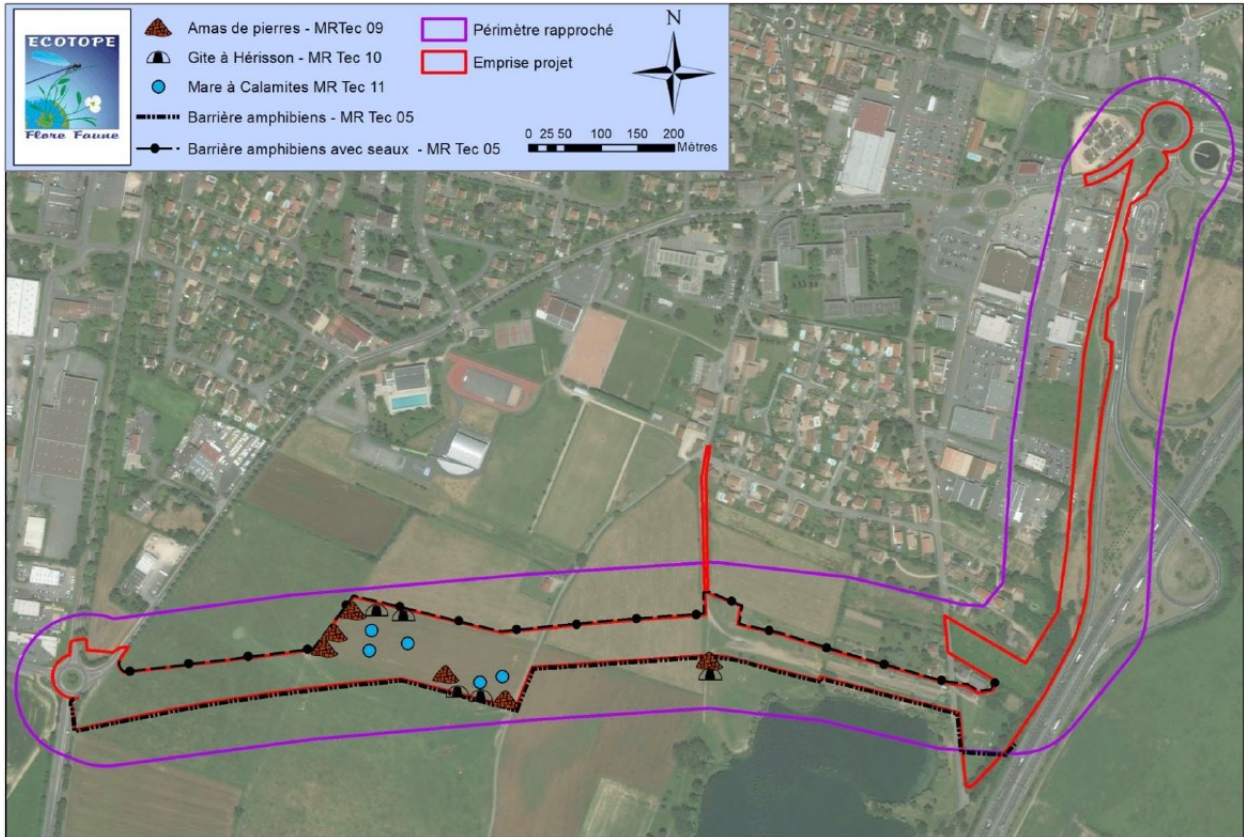 ECOTOPE
Flore Faune
Amas de pierres - MRTec 09
Gite à Hérisson - MR Tec 10
Mare à Calamites MR Tec 11
Barrière amphibiens - MR Tec 05
Barrière amphibiens avec seaux - MR Tec 05
Périmètre rapproché
Emprise projet
N
0 25 50 100 150 200
Mètres